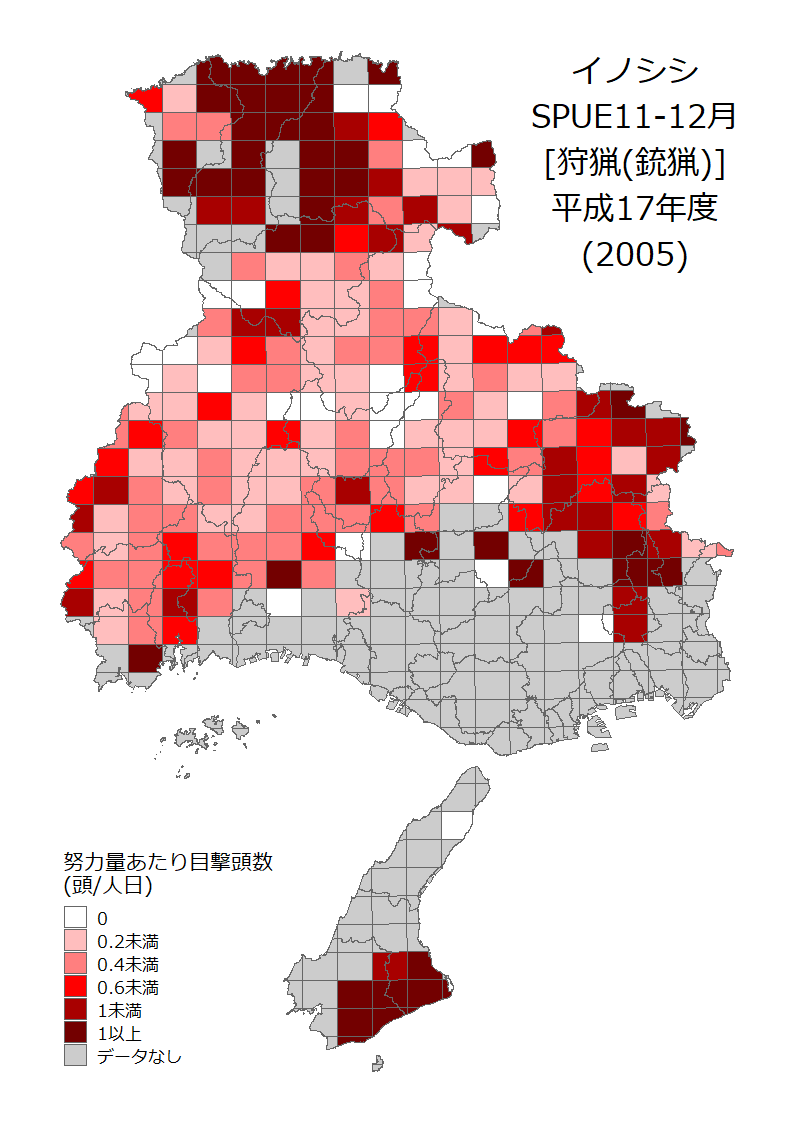 イノシシ
SPUE11-12月
[狩猟(銃猟)]
平成17年度
(2005)
努力量あたり目撃頭数
(頭/人日)
0
0.2未満
0.4未満
0.6未満
1未満
1以上
データなし